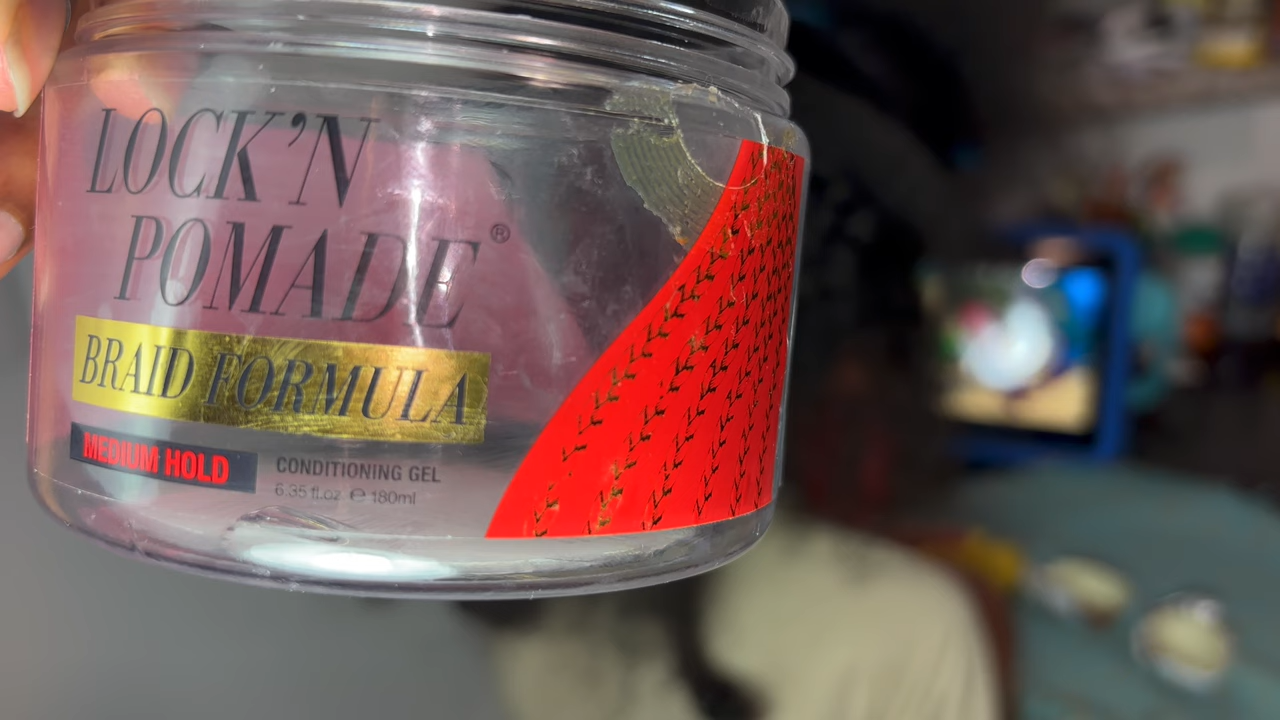 LOCK'N
POMADE®
BRAID FORMULA
MEDIUM HOLD
CONDITIONING GEL
6.35 fl.oz ℮ 180ml